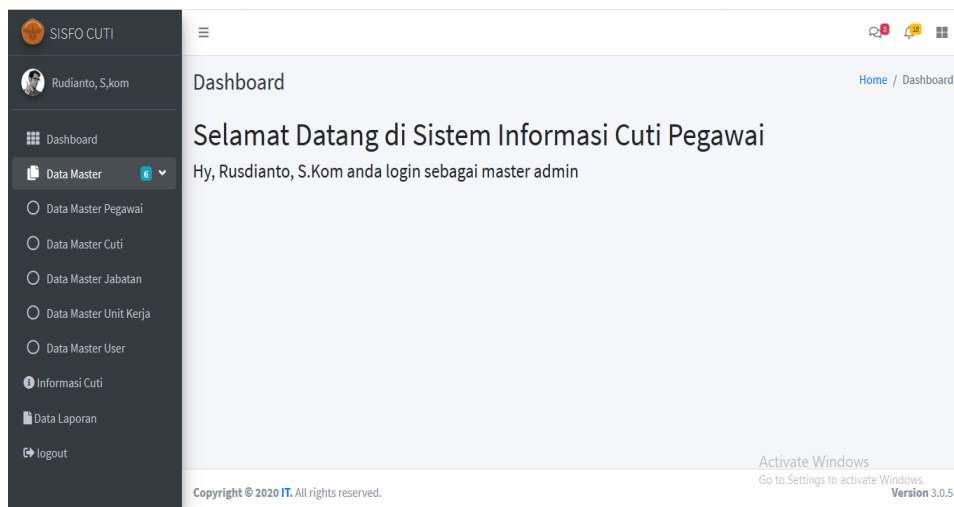 SISFO CUTI
5
15
Rudianto, S,kom
Dashboard
Home / Dashboard
Selamat Datang di Sistem Informasi Cuti Pegawai
Hy, Rusdianto, S.Kom anda login sebagai master admin
Dashboard
Data Master 6
Data Master Pegawai
Data Master Cuti
Data Master Jabatan
Data Master Unit Kerja
Data Master User
Informasi Cuti
Data Laporan
logout
Activate Windows
Go to Settings to activate Windows.
Copyright © 2020 IT. All rights reserved.
Version 3.0.5